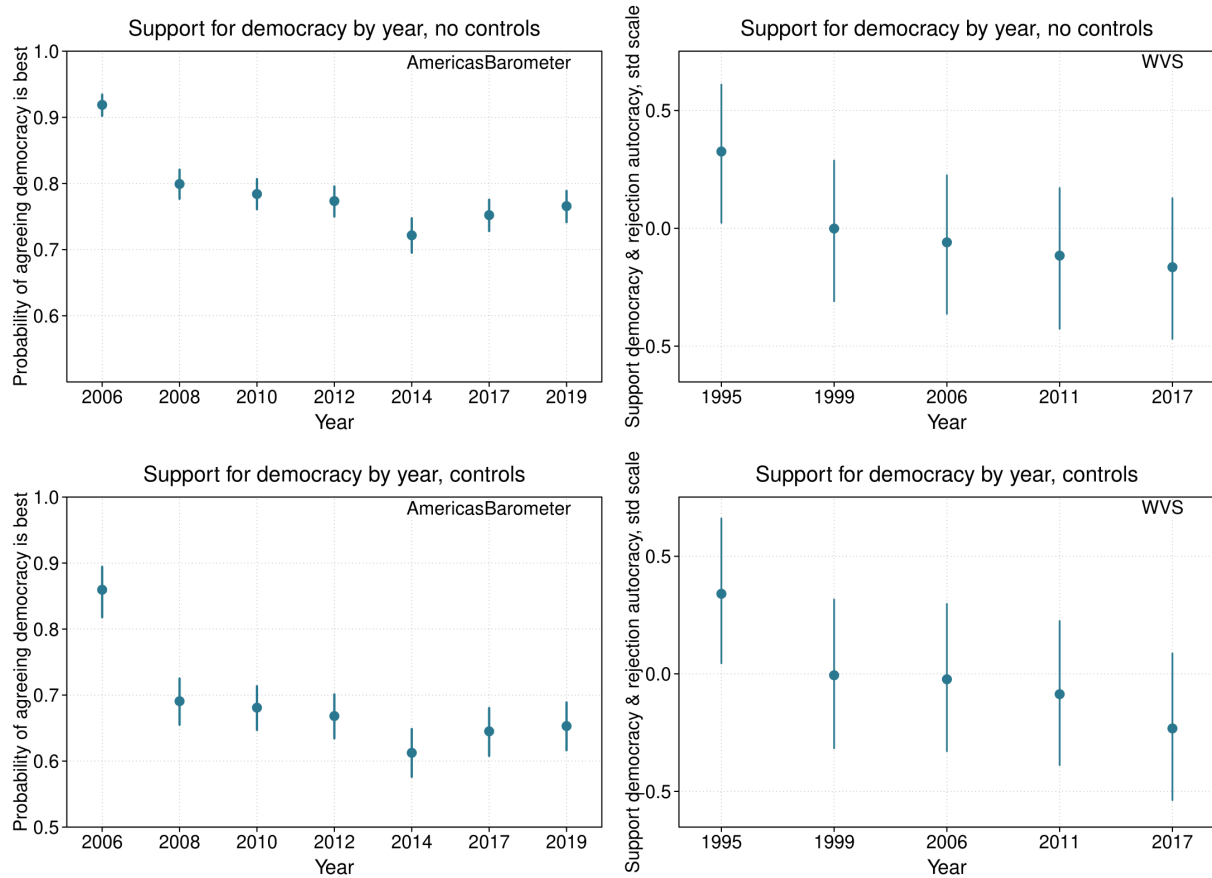 Support for democracy by year, no controls
AmericasBarometer
Probability of agreeing democracy is best
1.0
0.9
0.8
0.7
0.6
2006 2008 2010 2012 2014 2017 2019
Year
Support for democracy by year, no controls
WVS
Support democracy & rejection autocracy, std scale
0.5
0.0
−0.5
1995 1999 2006 2011 2017
Year
Support for democracy by year, controls
AmericasBarometer
Probability of agreeing democracy is best
1.0
0.9
0.8
0.7
0.6
0.5
2006 2008 2010 2012 2014 2017 2019
Year
Support for democracy by year, controls
WVS
Support democracy & rejection autocracy, std scale
0.5
0.0
−0.5
1995 1999 2006 2011 2017
Year